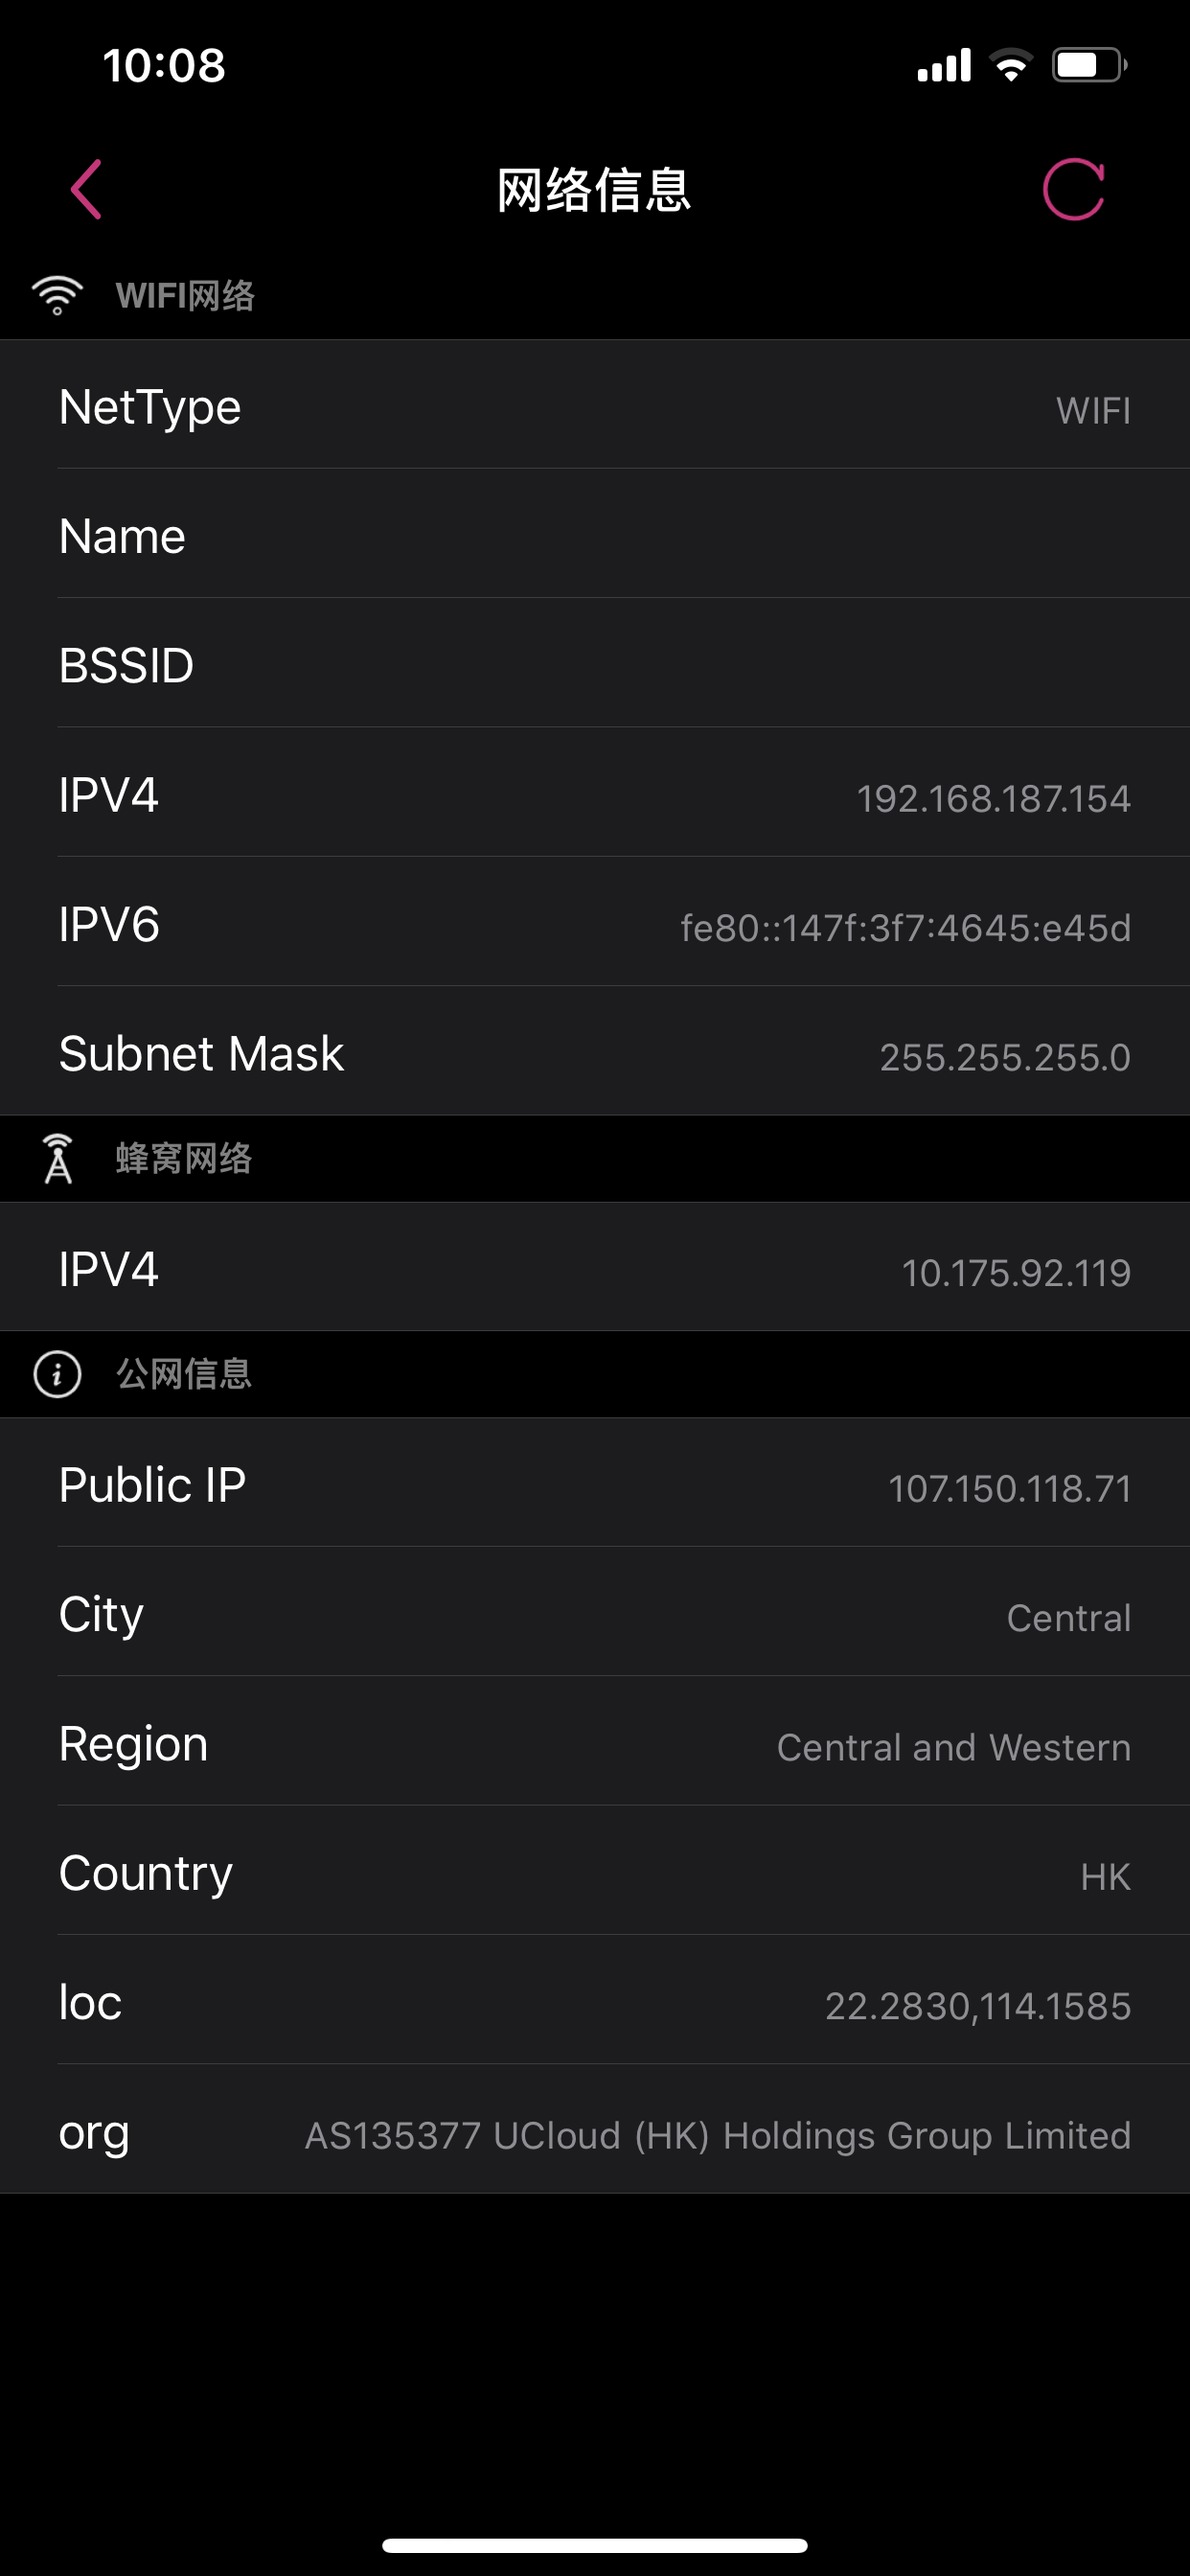 10:08
网络信息
WIFI网络
NetType WIFI
Name
BSSID
IPV4 192.168.187.154
IPV6 fe80::147f:3f7:4645:e45d
Subnet Mask 255.255.255.0
蜂窝网络
IPV4 10.175.92.119
公网信息
Public IP 107.150.118.71
City Central
Region Central and Western
Country HK
loc 22.2830,114.1585
org AS135377 UCloud (HK) Holdings Group Limited